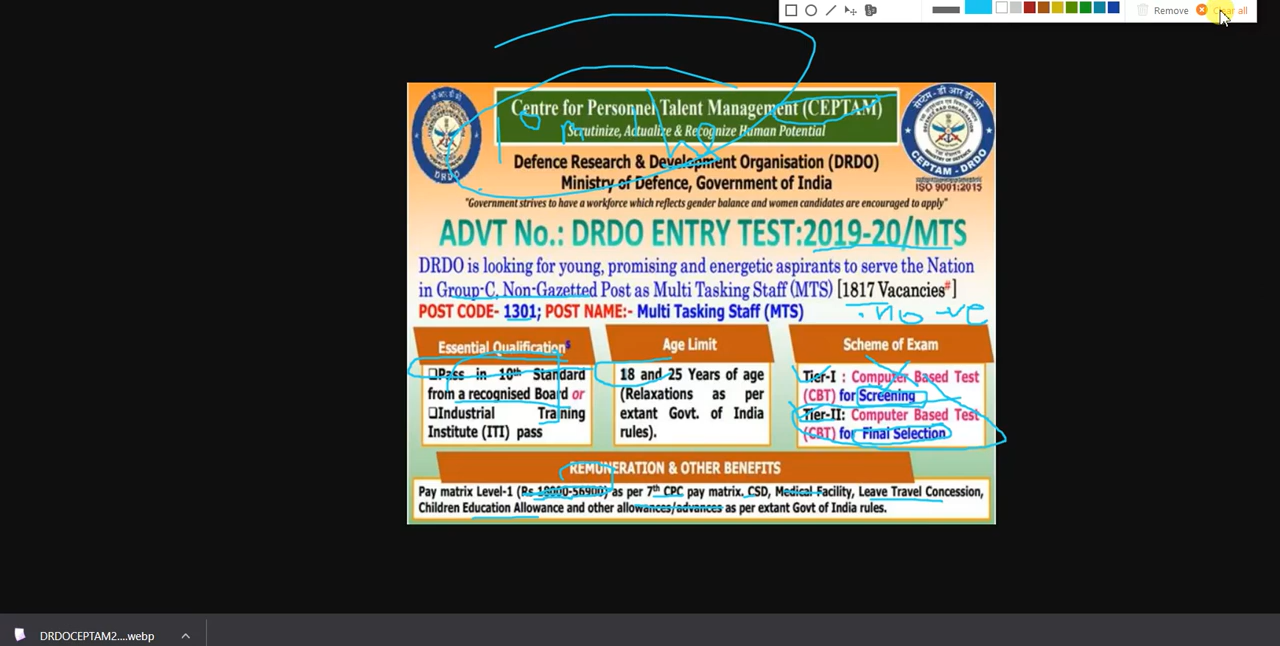 Remove Clear all
Centre for Personnel Talent Management (CEPTAM)
Scrutinize, Actualize & Recognize Human Potential
Defence Research & Development Organisation (DRDO)
Ministry of Defence, Government of India
DRDO
CEPTAM - DRDO
ISO 9001:2015
"Government strives to have a workforce which reflects gender balance and women candidates are encouraged to apply"
ADVT No.: DRDO ENTRY TEST:2019-20/MTS
DRDO is looking for young, promising and energetic aspirants to serve the Nation
in Group-C, Non-Gazetted Post as Multi Tasking Staff (MTS) [1817 Vacancies#]
POST CODE- 1301; POST NAME:- Multi Tasking Staff (MTS)
no -ve
Essential Qualification$
❑Pass in 10th Standard
from a recognised Board or
❑Industrial Training
Institute (ITI) pass
Age Limit
18 and 25 Years of age
(Relaxations as per
extant Govt. of India
rules).
Scheme of Exam
Tier-I : Computer Based Test
(CBT) for Screening
Tier-II: Computer Based Test
(CBT) for Final Selection
REMUNERATION & OTHER BENEFITS
Pay matrix Level-1 (Rs 18000-56900) as per 7th CPC pay matrix. CSD, Medical Facility, Leave Travel Concession,
Children Education Allowance and other allowances/advances as per extant Govt of India rules.
DRDOCEPTAM2....webp